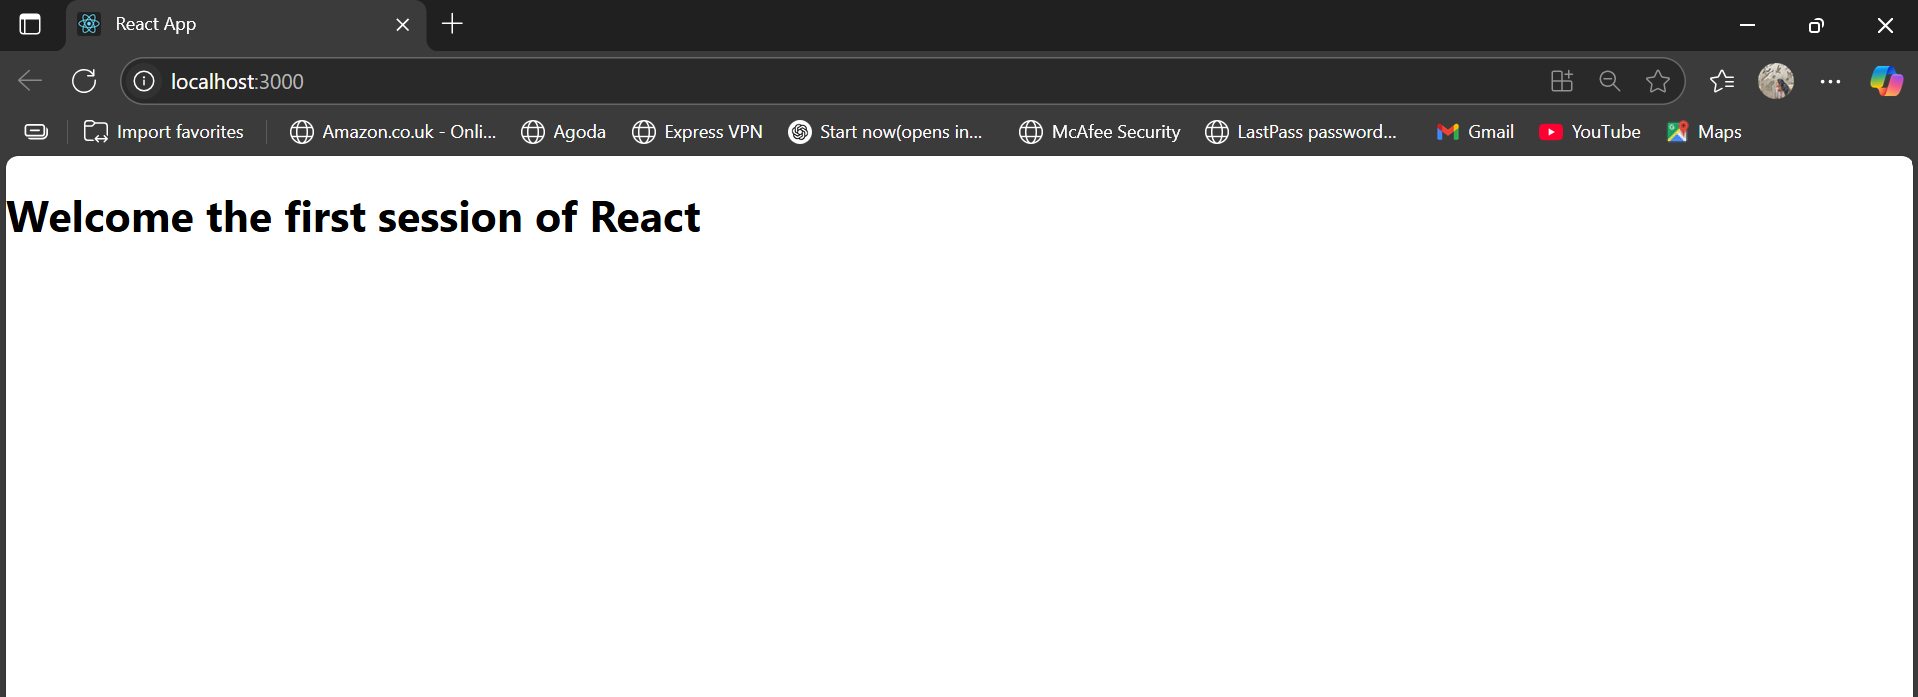 React App
localhost:3000
Import favorites Amazon.co.uk - Onli... Agoda Express VPN Start now(opens in... McAfee Security LastPass password... Gmail YouTube Maps
Welcome the first session of React